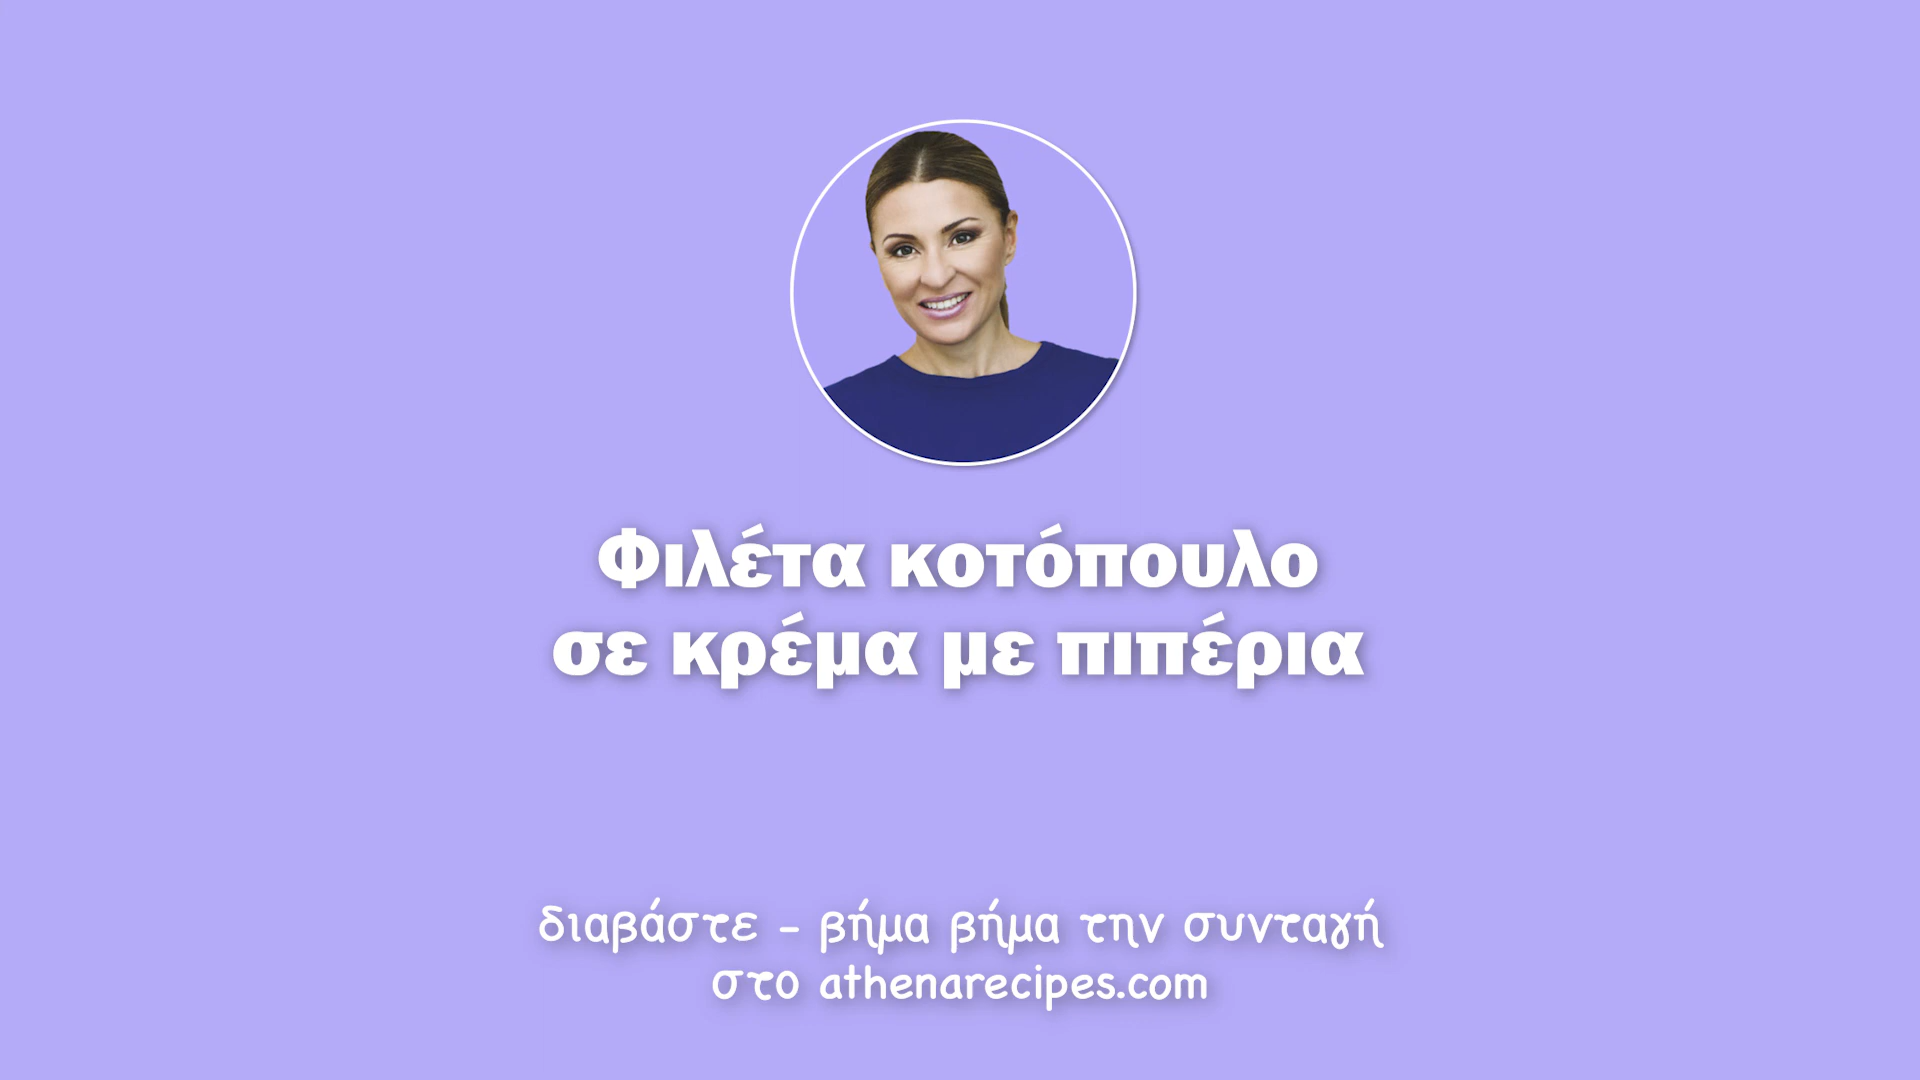 Φιλέτα κοτόπουλο
σε κρέμα με πιπέρια
διαβάστε - βήμα βήμα την συνταγή
στο athenarecipes.com